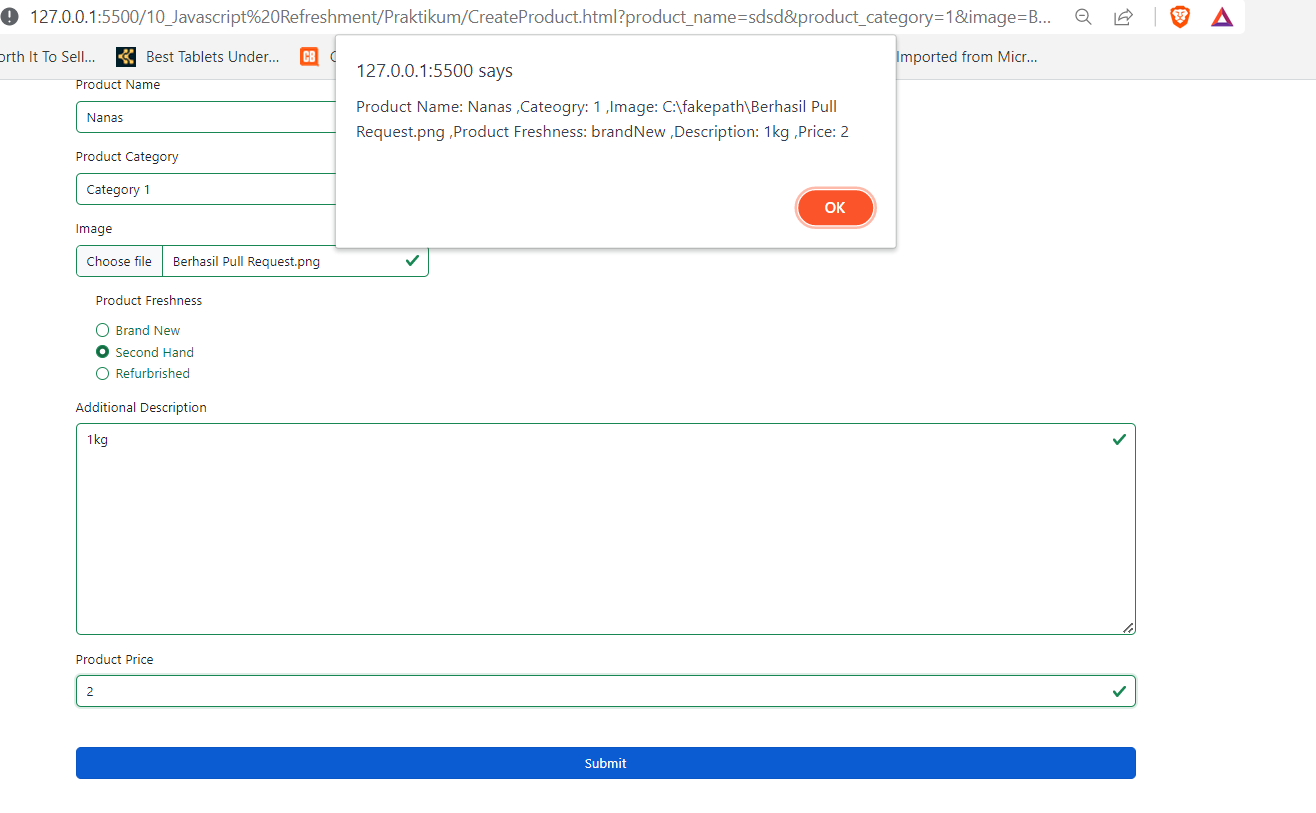 127.0.0.1:5500/10_Javascript%20Refreshment/Praktikum/CreateProduct.html?product_name=sdsd&product_category=1&image=B...
orth It To Sell... Best Tablets Under... CB Imported from Micr...
127.0.0.1:5500 says
Product Name: Nanas ,Cateogry: 1 ,Image: C:\fakepath\Berhasil Pull
Request.png ,Product Freshness: brandNew ,Description: 1kg ,Price: 2
OK
Product Name
Nanas
Product Category
Category 1
Image
Choose file Berhasil Pull Request.png
Product Freshness
Brand New
Second Hand
Refurbrished
Additional Description
1kg
Product Price
2
Submit